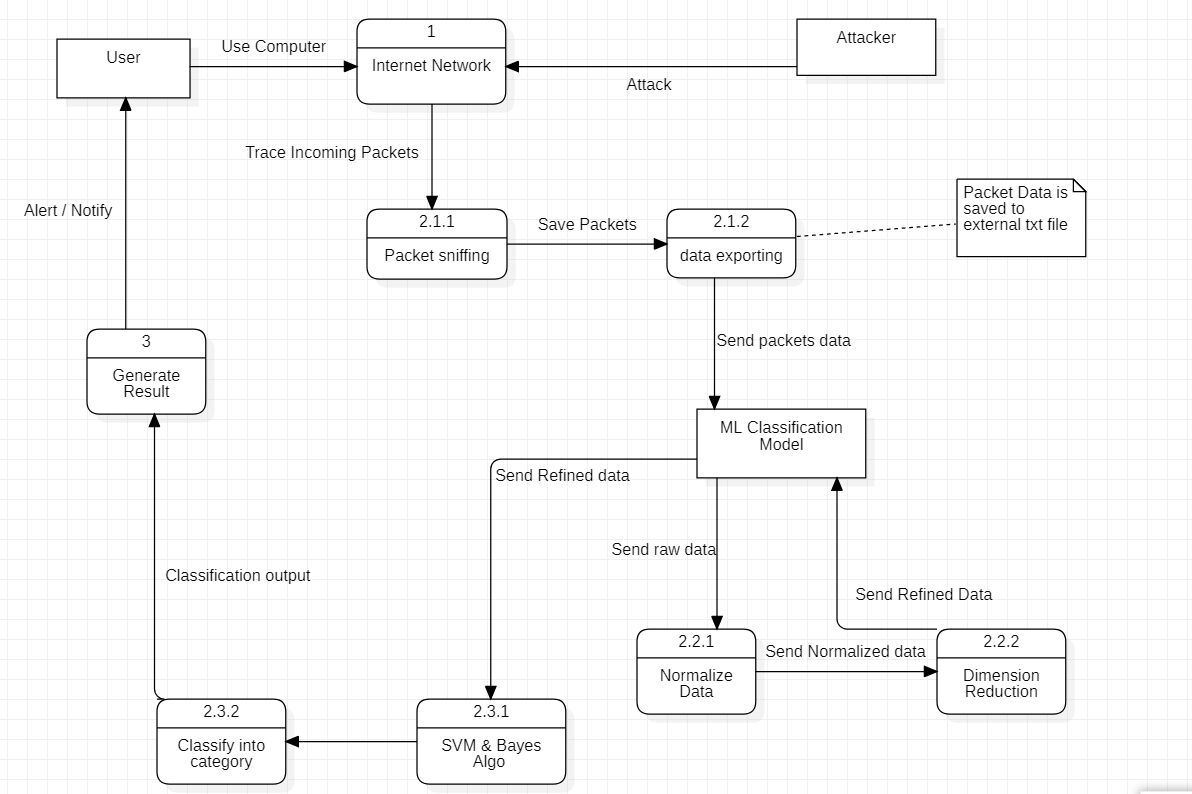 User
Use Computer
1
Internet Network
Attacker
Attack
Trace Incoming Packets
Alert / Notify
2.1.1
Packet sniffing
Save Packets
2.1.2
data exporting
Packet Data is
saved to
external txt file
Send packets data
3
Generate
Result
ML Classification
Model
Send Refined data
Send raw data
Classification output
Send Refined Data
2.2.1
Normalize
Data
Send Normalized data
2.2.2
Dimension
Reduction
2.3.2
Classify into
category
2.3.1
SVM & Bayes
Algo